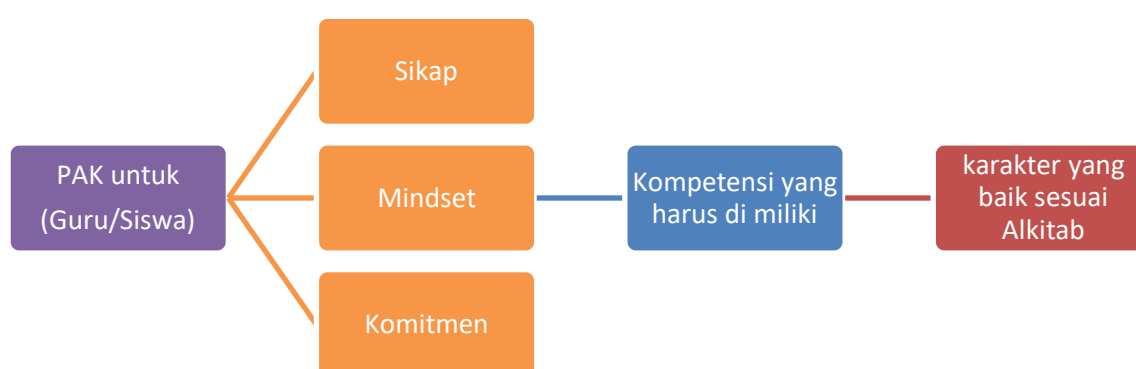 Sikap
PAK untuk
(Guru/Siswa)
Mindset
Kompetensi yang
harus di miliki
karakter yang
baik sesuai
Alkitab
Komitmen